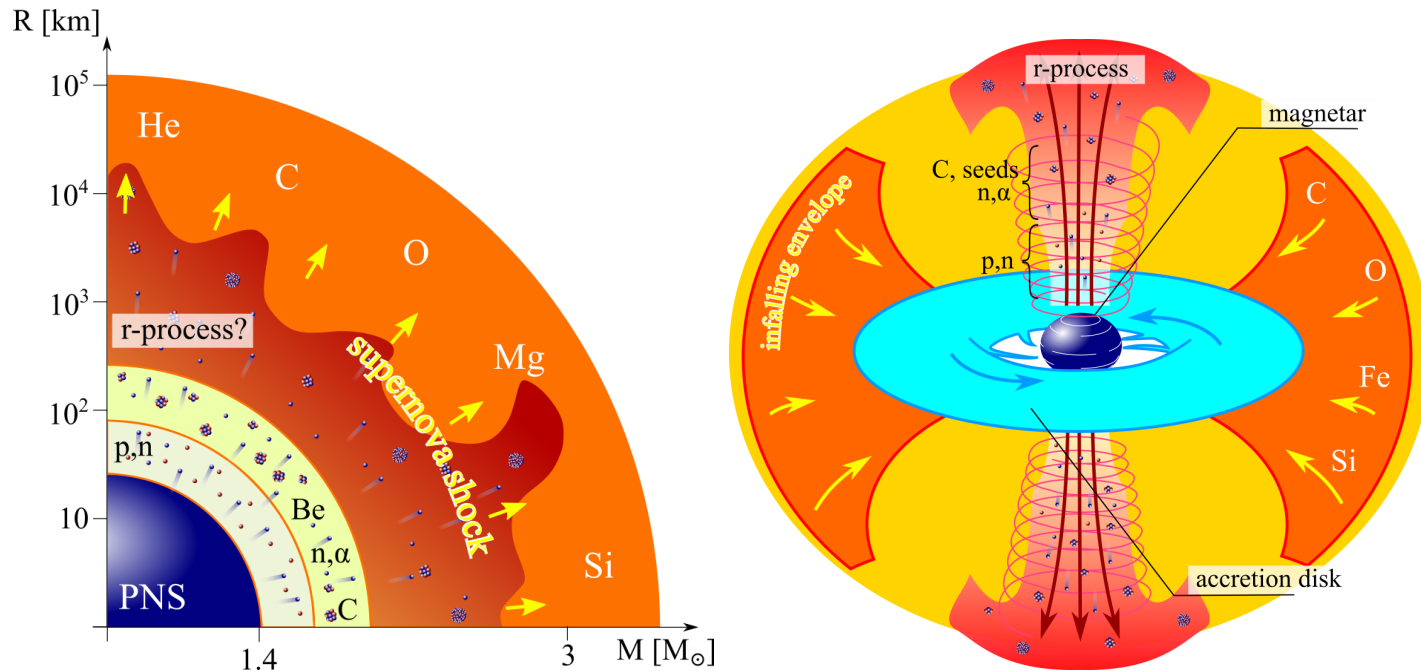 R [km]
10⁵
10⁴
10³
10²
10
He
C
O
Mg
Si
r-process?
supernova shock
p,n
Be
n,α
C
PNS
1.4
3
M [M☉]
r-process
magnetar
C, seeds
n,α
p,n
infalling envelope
C
O
Fe
Si
accretion disk